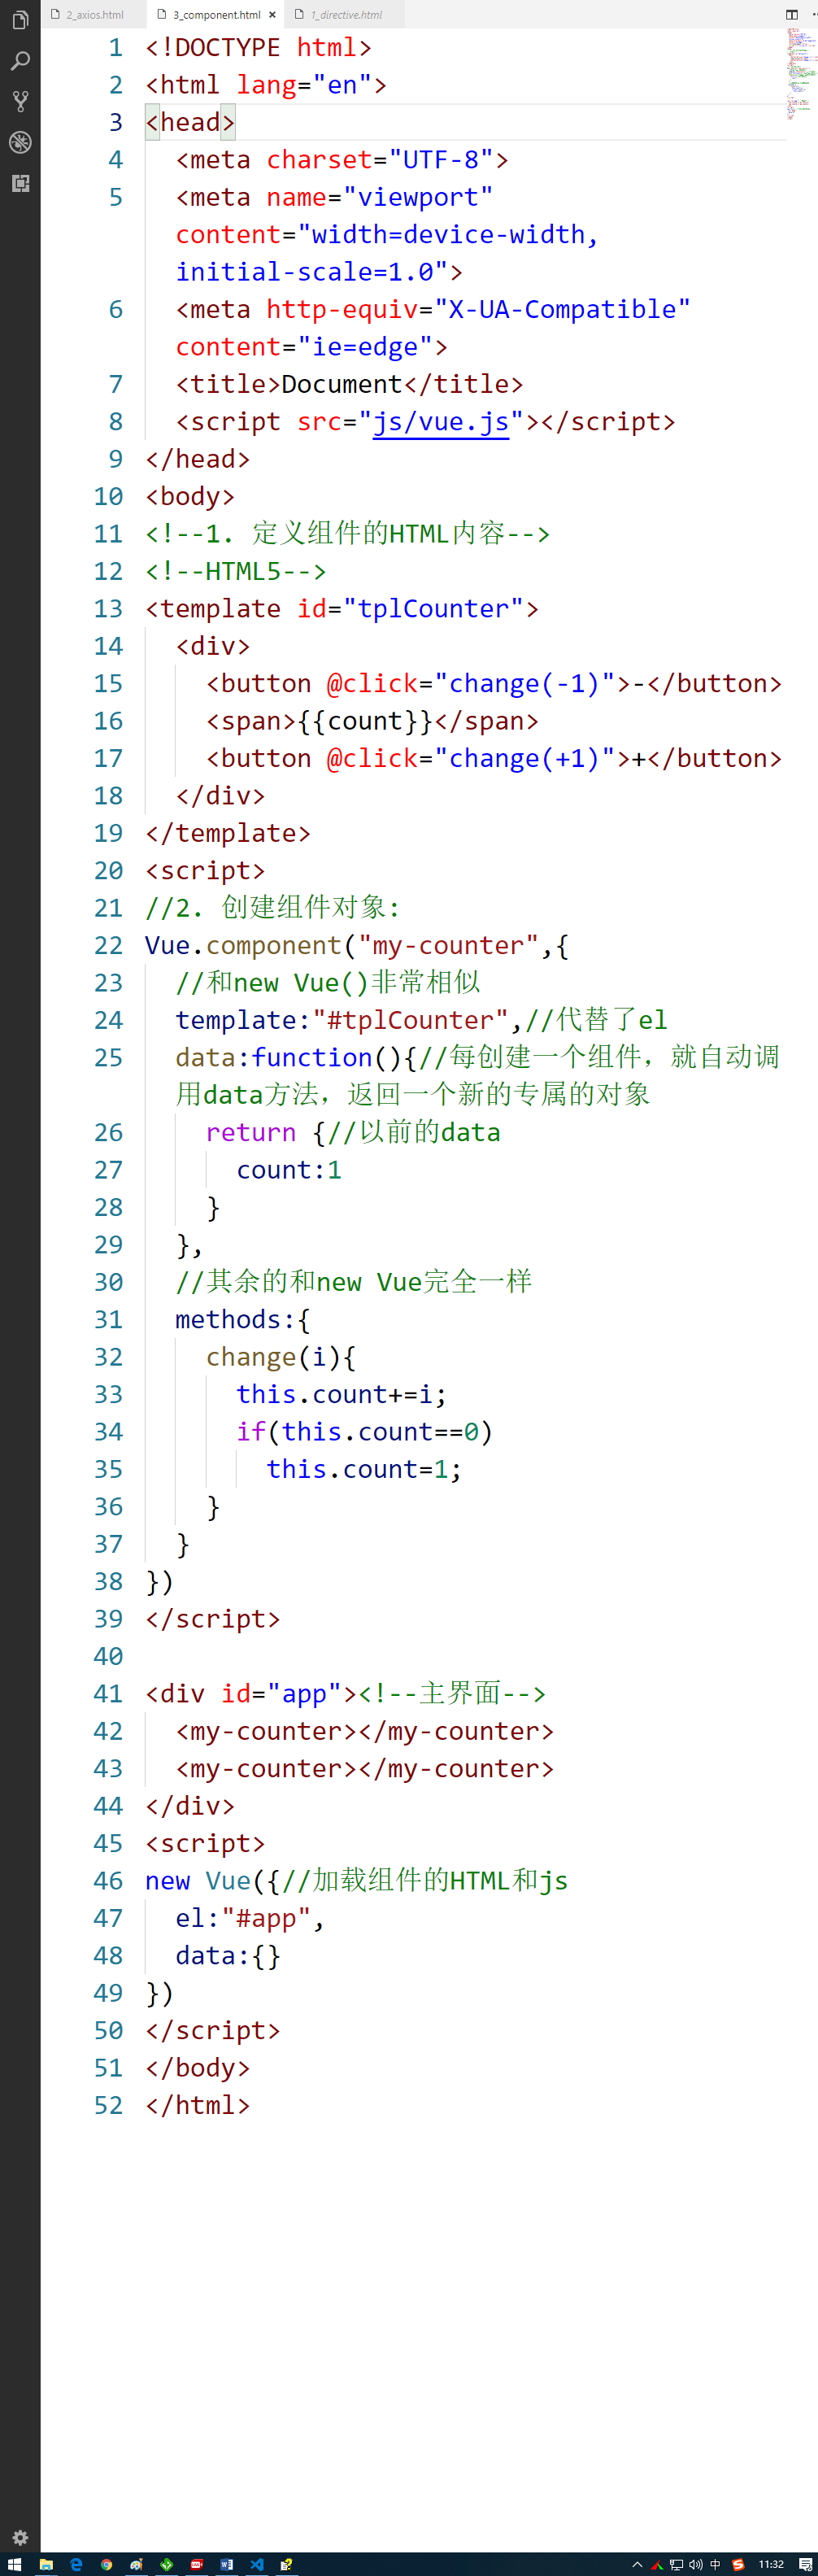 2_axios.html 3_component.html × 1_directive.html
1 <!DOCTYPE html>
2 <html lang="en">
3 <head>
4 <meta charset="UTF-8">
5 <meta name="viewport"
content="width=device-width,
initial-scale=1.0">
6 <meta http-equiv="X-UA-Compatible"
content="ie=edge">
7 <title>Document</title>
8 <script src="js/vue.js"></script>
9 </head>
10 <body>
11 <!--1. 定义组件的HTML内容-->
12 <!--HTML5-->
13 <template id="tplCounter">
14 <div>
15 <button @click="change(-1)">-</button>
16 <span>{{count}}</span>
17 <button @click="change(+1)">+</button>
18 </div>
19 </template>
20 <script>
21 //2. 创建组件对象:
22 Vue.component("my-counter",{
23 //和new Vue()非常相似
24 template:"#tplCounter",//代替了el
25 data:function(){//每创建一个组件，就自动调
用data方法，返回一个新的专属的对象
26 return {//以前的data
27 count:1
28 }
29 },
30 //其余的和new Vue完全一样
31 methods:{
32 change(i){
33 this.count+=i;
34 if(this.count==0)
35 this.count=1;
36 }
37 }
38 })
39 </script>
40
41 <div id="app"><!--主界面-->
42 <my-counter></my-counter>
43 <my-counter></my-counter>
44 </div>
45 <script>
46 new Vue({//加载组件的HTML和js
47 el:"#app",
48 data:{}
49 })
50 </script>
51 </body>
52 </html>
中 11:32